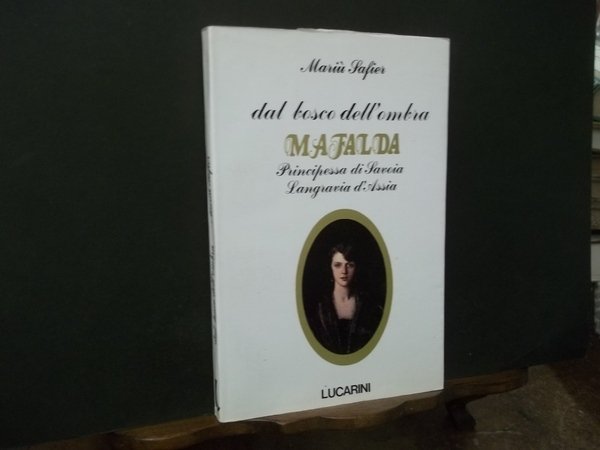 Mariù Safier
dal bosco dell'ombra
MAFALDA
Principessa di Savoia
Langravia d'Assia
LUCARINI